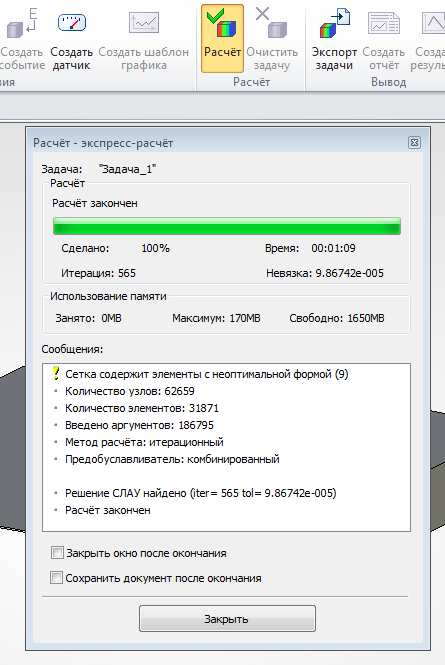 Создать
событие
Создать
датчик
Создать шаблон
графика
Расчёт
Очистить
задачу
Экспорт
задачи
Создать
отчёт
Расчёт
Вывод
Расчёт - экспресс-расчёт
Задача: "Задача_1"
Расчёт
Расчёт закончен
Сделано: 100% Время: 00:01:09
Итерация: 565 Невязка: 9.86742e-005
Использование памяти
Занято: 0MB Максимум: 170MB Свободно: 1650MB
Сообщения:
Сетка содержит элементы с неоптимальной формой (9)
Количество узлов: 62659
Количество элементов: 31871
Введено аргументов: 186795
Метод расчёта: итерационный
Предобуславливатель: комбинированный
Решение СЛАУ найдено (iter= 565 tol= 9.86742e-005)
Расчёт закончен
Закрыть окно после окончания
Сохранить документ после окончания
Закрыть